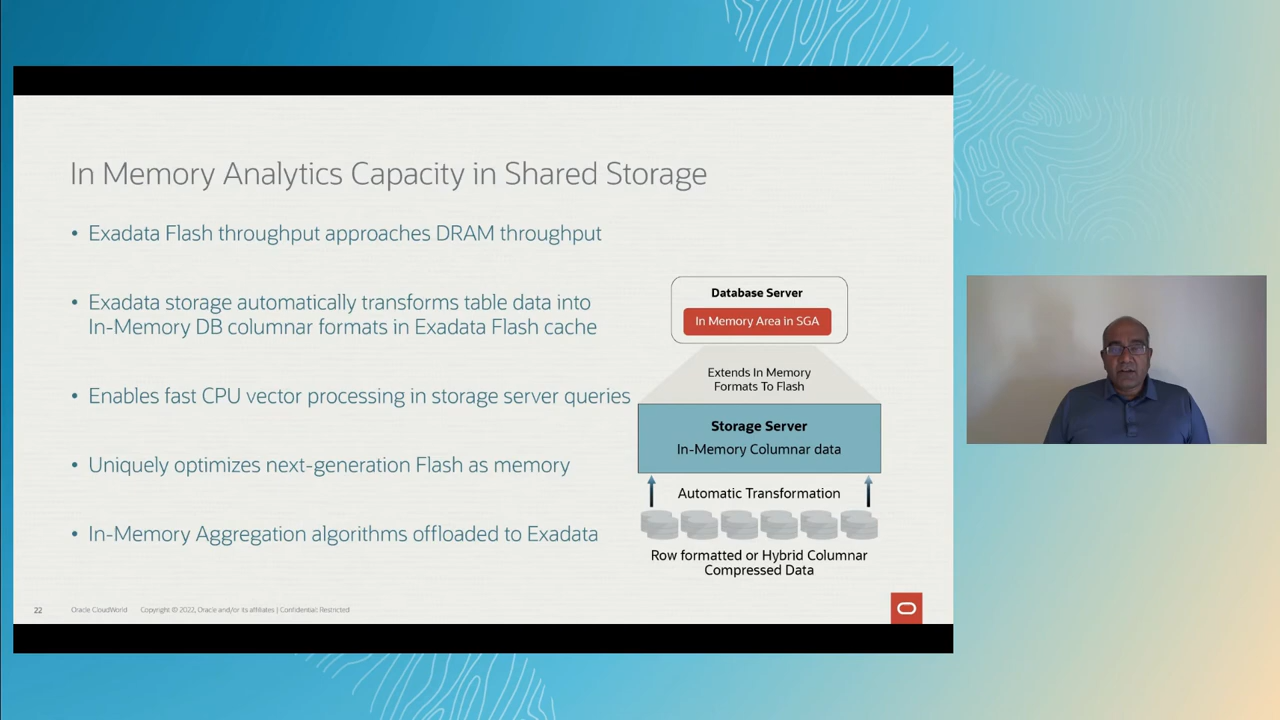 In Memory Analytics Capacity in Shared Storage
• Exadata Flash throughput approaches DRAM throughput
• Exadata storage automatically transforms table data into
In-Memory DB columnar formats in Exadata Flash cache
• Enables fast CPU vector processing in storage server queries
• Uniquely optimizes next-generation Flash as memory
• In-Memory Aggregation algorithms offloaded to Exadata
Database Server
In Memory Area in SGA
Extends In Memory
Formats To Flash
Storage Server
In-Memory Columnar data
Automatic Transformation
Row formatted or Hybrid Columnar
Compressed Data
22 Oracle CloudWorld Copyright © 2022, Oracle and/or its affiliates | Confidential: Restricted